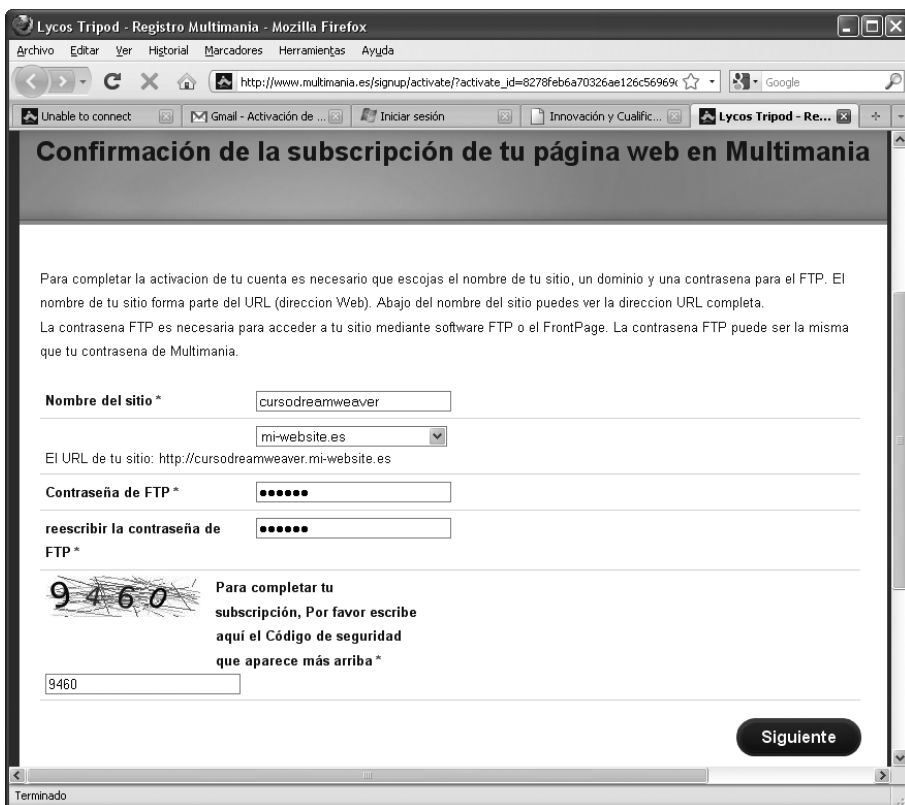 Lycos Tripod - Registro Multimania - Mozilla Firefox
Archivo Editar Ver Historial Marcadores Herramientas Ayuda
http://www.multimania.es/signup/activate/?activate_id=8278feb6a70326ae126c56969 Google
Unable to connect Gmail - Activación de ... Iniciar sesión Innovación y Cualific... Lycos Tripod - Re...
Confirmación de la subscripción de tu página web en Multimania
Para completar la activacion de tu cuenta es necesario que escojas el nombre de tu sitio, un dominio y una contrasena para el FTP. El
nombre de tu sitio forma parte del URL (direccion Web). Abajo del nombre del sitio puedes ver la direccion URL completa.
La contrasena FTP es necesaria para acceder a tu sitio mediante software FTP o el FrontPage. La contrasena FTP puede ser la misma
que tu contrasena de Multimania.
Nombre del sitio * cursodreamweaver
mi-website.es
El URL de tu sitio: http://cursodreamweaver.mi-website.es
Contraseña de FTP * ●●●●●●
reescribir la contraseña de ●●●●●●
FTP *
9460
Para completar tu
subscripción, Por favor escribe
aquí el Código de seguridad
que aparece más arriba *
9460
Siguiente
Terminado